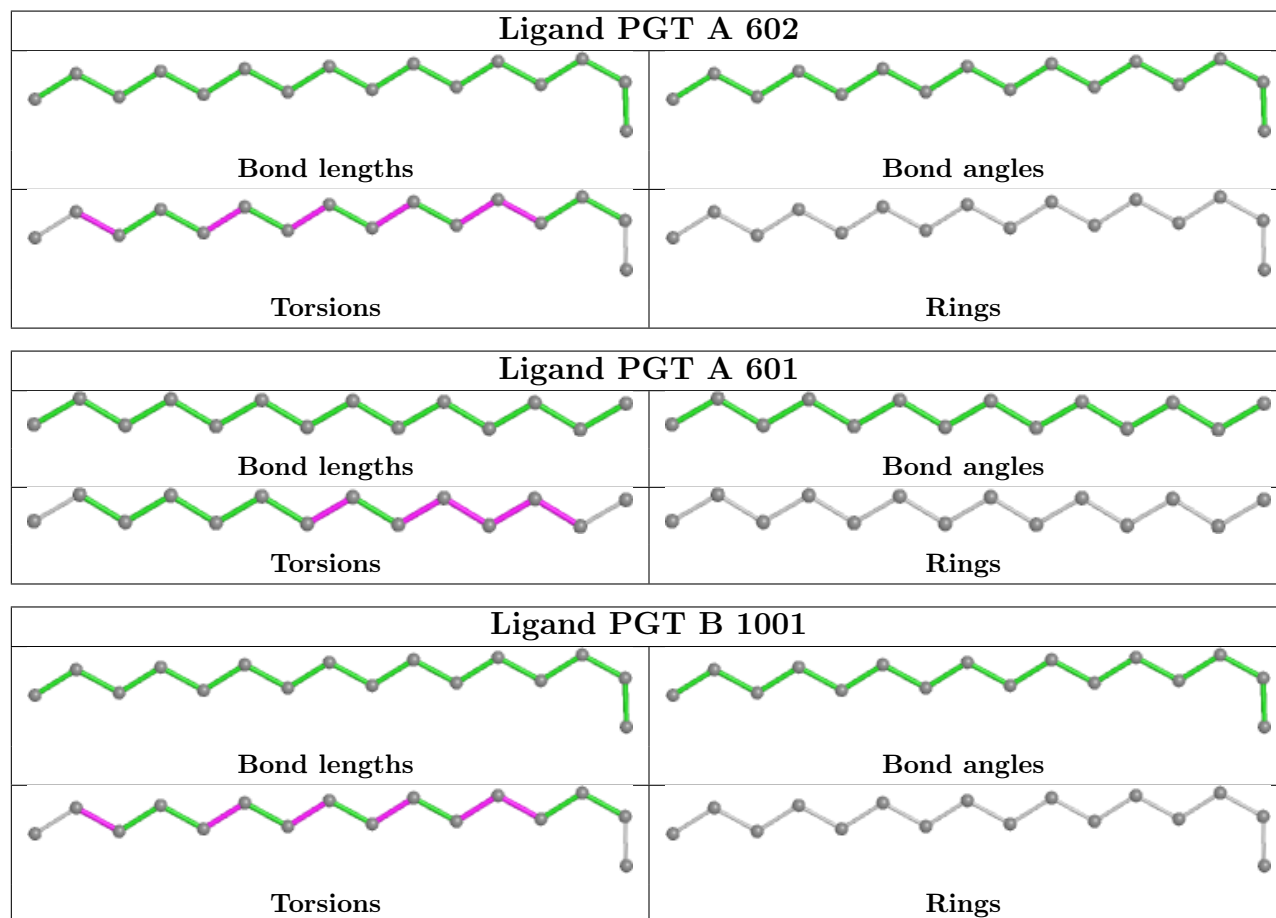 Ligand PGT A 602
Bond lengths Bond angles
Torsions Rings
Ligand PGT A 601
Bond lengths Bond angles
Torsions Rings
Ligand PGT B 1001
Bond lengths Bond angles
Torsions Rings